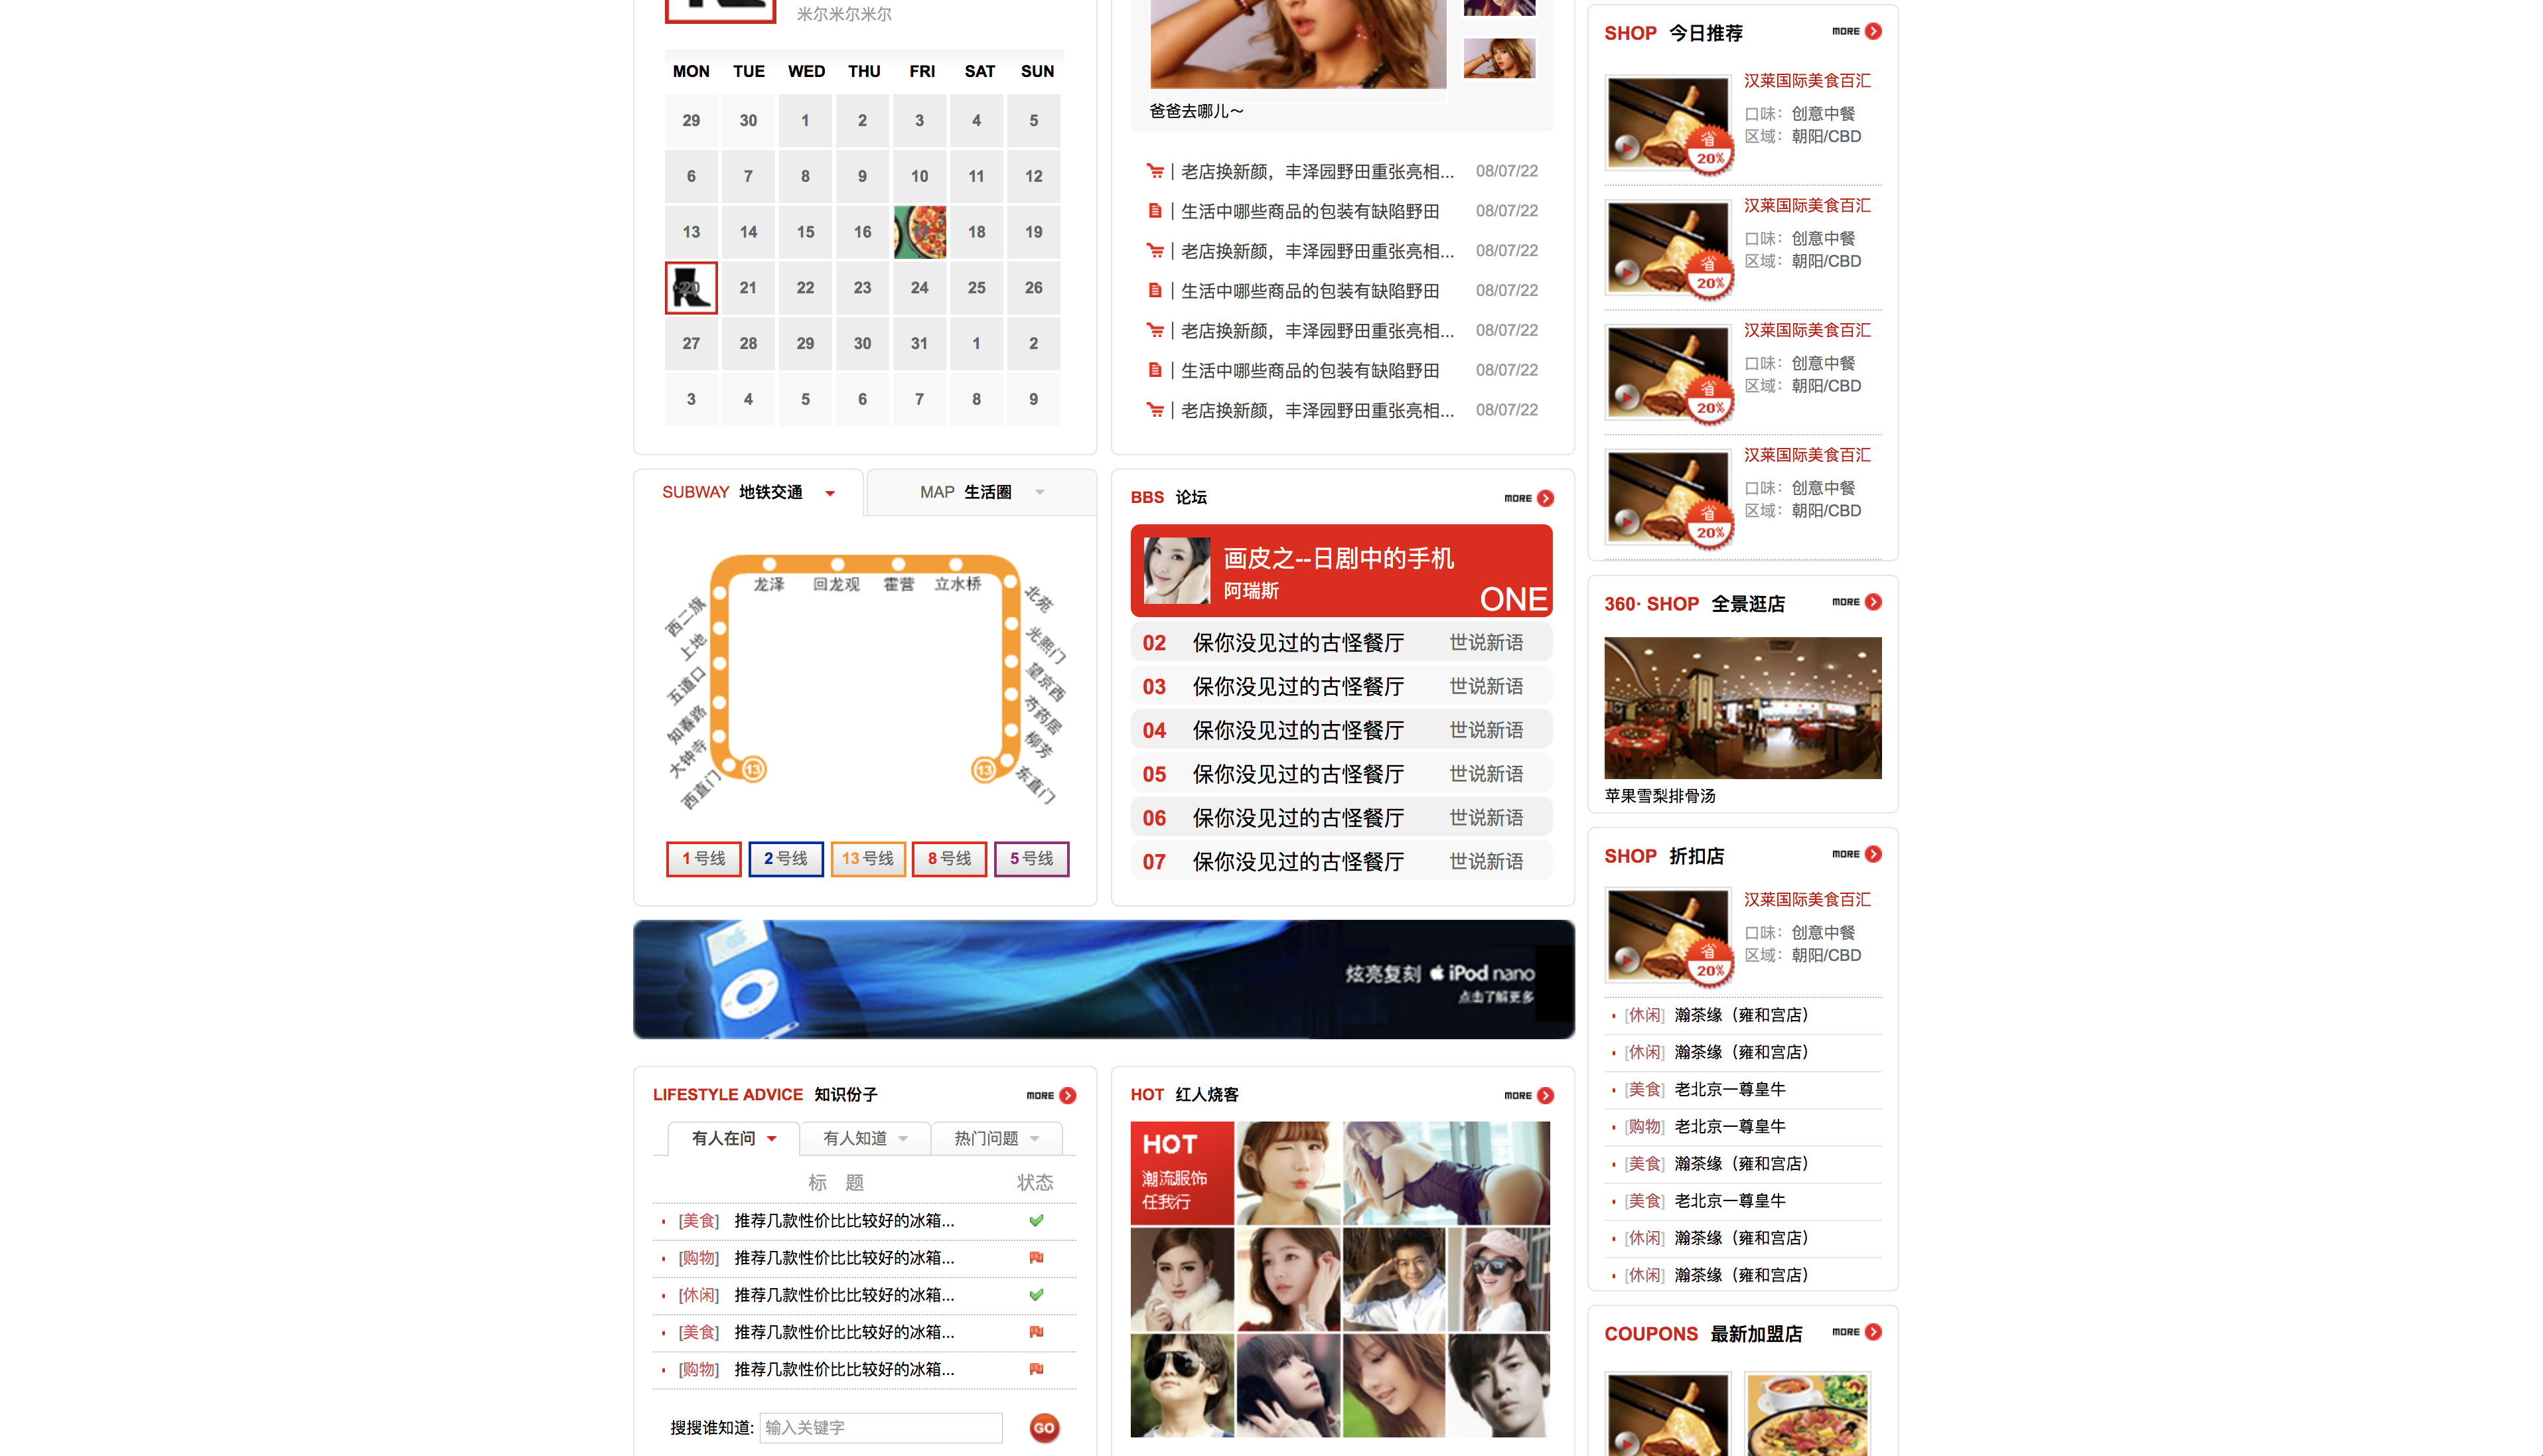 米尔米尔米尔
MON TUE WED THU FRI SAT SUN
29 30 1 2 3 4 5
6 7 8 9 10 11 12
13 14 15 16 17 18 19
20 21 22 23 24 25 26
27 28 29 30 31 1 2
3 4 5 6 7 8 9
爸爸去哪儿~
老店换新颜，丰泽园野田重张亮相... 08/07/22
生活中哪些商品的包装有缺陷野田 08/07/22
老店换新颜，丰泽园野田重张亮相... 08/07/22
生活中哪些商品的包装有缺陷野田 08/07/22
老店换新颜，丰泽园野田重张亮相... 08/07/22
生活中哪些商品的包装有缺陷野田 08/07/22
老店换新颜，丰泽园野田重张亮相... 08/07/22
SUBWAY 地铁交通
MAP 生活圈
龙泽 回龙观 霍营 立水桥
西二旗
上地
五道口
知春路
大钟寺
西直门
北苑
光熙门
望京西
芍药居
柳芳
东直门
13
13
1号线 2号线 13号线 8号线 5号线
BBS 论坛 MORE
画皮之--日剧中的手机
阿瑞斯
ONE
02 保你没见过的古怪餐厅 世说新语
03 保你没见过的古怪餐厅 世说新语
04 保你没见过的古怪餐厅 世说新语
05 保你没见过的古怪餐厅 世说新语
06 保你没见过的古怪餐厅 世说新语
07 保你没见过的古怪餐厅 世说新语
炫亮复刻 iPod nano
点击了解更多
LIFESTYLE ADVICE 知识份子 MORE
有人在问 有人知道 热门问题
标 题 状态
[美食] 推荐几款性价比比较好的冰箱...
[购物] 推荐几款性价比比较好的冰箱...
[休闲] 推荐几款性价比比较好的冰箱...
[美食] 推荐几款性价比比较好的冰箱...
[购物] 推荐几款性价比比较好的冰箱...
搜搜谁知道: 输入关键字 GO
HOT 红人烧客 MORE
HOT
潮流服饰
任我行
SHOP 今日推荐 MORE
汉莱国际美食百汇
口味：创意中餐
区域：朝阳/CBD
省
20%
汉莱国际美食百汇
口味：创意中餐
区域：朝阳/CBD
省
20%
汉莱国际美食百汇
口味：创意中餐
区域：朝阳/CBD
省
20%
汉莱国际美食百汇
口味：创意中餐
区域：朝阳/CBD
省
20%
360· SHOP 全景逛店 MORE
苹果雪梨排骨汤
SHOP 折扣店 MORE
汉莱国际美食百汇
口味：创意中餐
区域：朝阳/CBD
省
20%
[休闲] 瀚茶缘（雍和宫店）
[休闲] 瀚茶缘（雍和宫店）
[美食] 老北京一尊皇牛
[购物] 老北京一尊皇牛
[美食] 瀚茶缘（雍和宫店）
[美食] 老北京一尊皇牛
[休闲] 瀚茶缘（雍和宫店）
[休闲] 瀚茶缘（雍和宫店）
COUPONS 最新加盟店 MORE